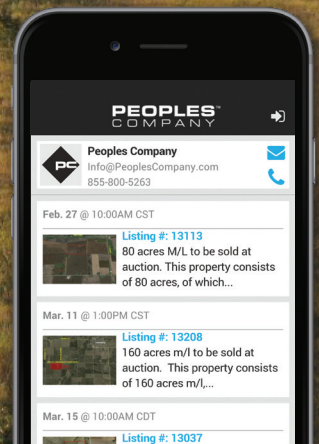 PEOPLES™
COMPANY
PC
Peoples Company
Info@PeoplesCompany.com
855-800-5263
Feb. 27 @ 10:00AM CST
Listing #: 13113
80 acres M/L to be sold at
auction. This property consists
of 80 acres, of which...
Mar. 11 @ 1:00PM CST
Listing #: 13208
160 acres m/l to be sold at
auction.  This property consists
of 160 acres m/l,...
Mar. 15 @ 10:00AM CDT
Listing #: 13037